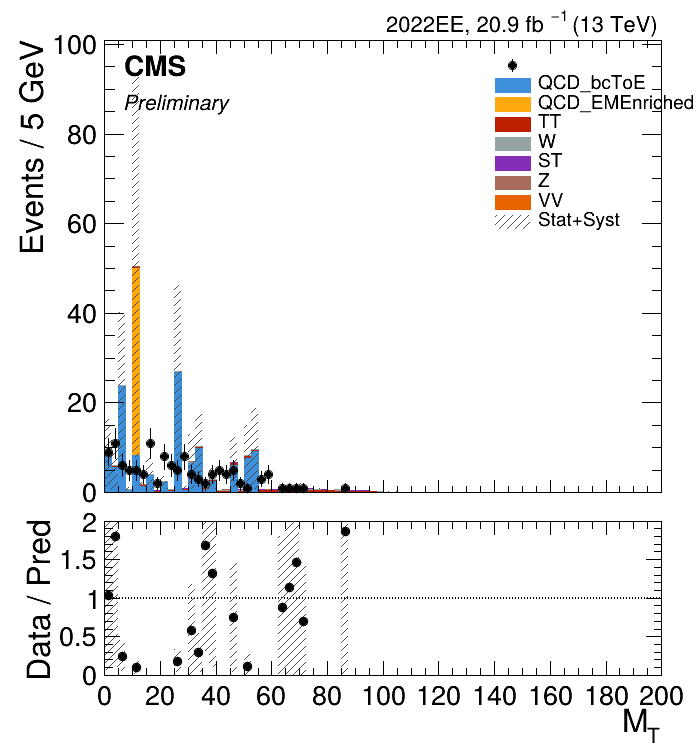 2022EE, 20.9 fb⁻¹ (13 TeV)
CMS
Preliminary
Events / 5 GeV
100
80
60
40
20
0
QCD_bcToE
QCD_EMEnriched
TT
W
ST
Z
VV
Stat+Syst
Data / Pred
2
1.5
1
0.5
0
0 20 40 60 80 100 120 140 160 180 200
M_T